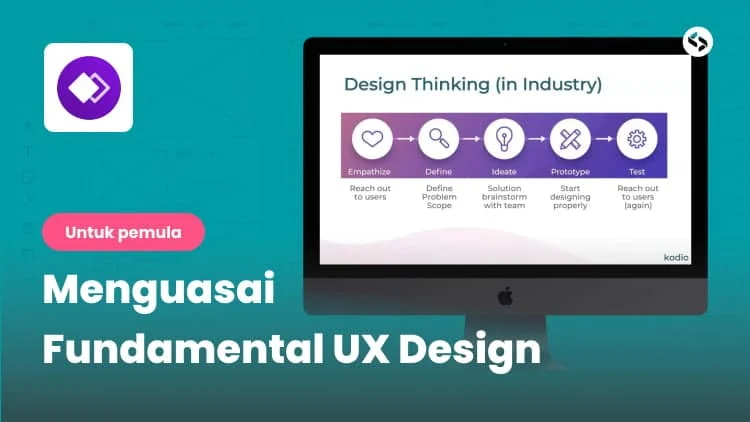 Design Thinking (in Industry)
Empathize
Define
Ideate
Prototype
Test
Reach out
to users
Define
Problem
Scope
Solution
brainstorm
with team
Start
designing
properly
Reach out
to users
(again)
kodio
Untuk pemula
Menguasai
Fundamental UX Design